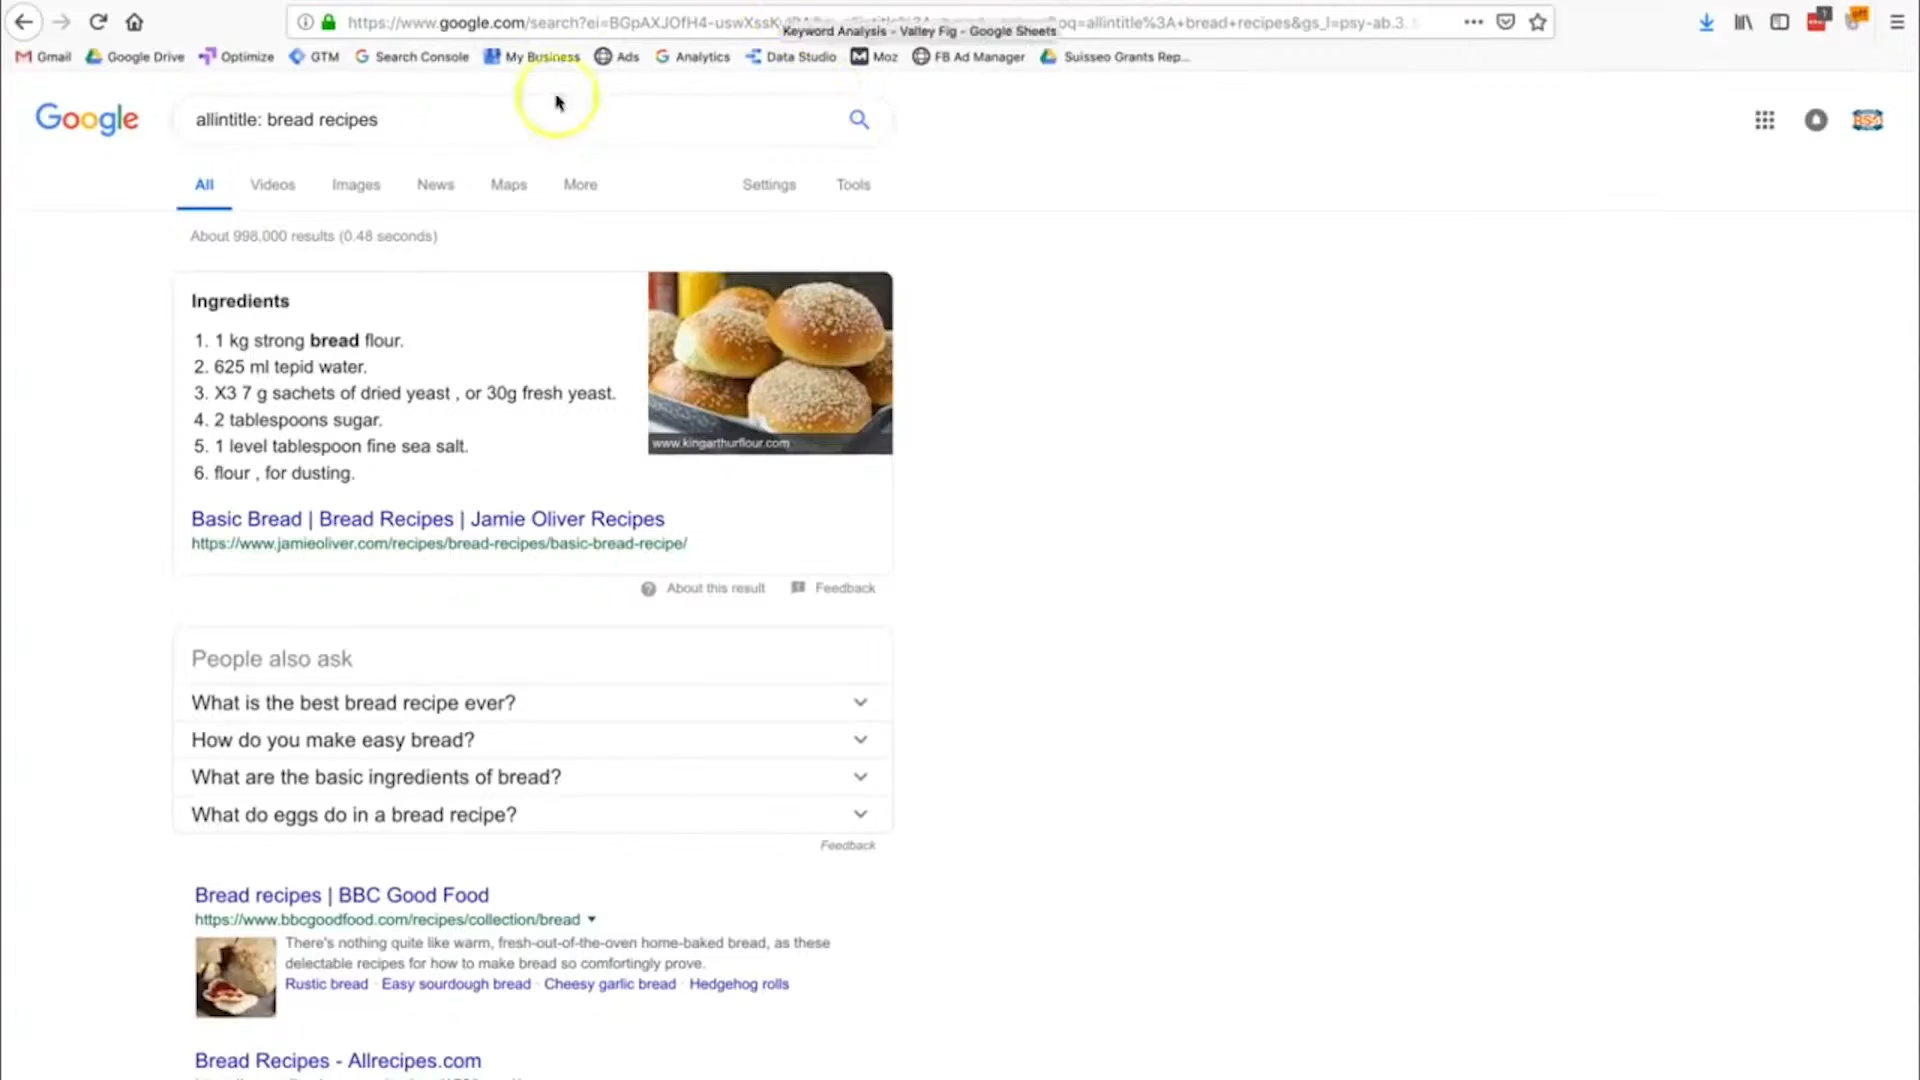 https://www.google.com/search?ei=BGpAXJOfH4-uswXssK
oq=allintitle%3A+bread+recipes&gs_l=psy-ab.3.
Keyword Analysis - Valley Fig - Google Sheets
Gmail Google Drive Optimize GTM Search Console My Business Ads Analytics Data Studio Moz FB Ad Manager Suisseo Grants Rep...
Google
allintitle: bread recipes
All Videos Images News Maps More Settings Tools
About 998,000 results (0.48 seconds)
Ingredients
1. 1 kg strong bread flour.
2. 625 ml tepid water.
3. X3 7 g sachets of dried yeast , or 30g fresh yeast.
4. 2 tablespoons sugar.
5. 1 level tablespoon fine sea salt.
6. flour , for dusting.
www.kingarthurflour.com
Basic Bread | Bread Recipes | Jamie Oliver Recipes
https://www.jamieoliver.com/recipes/bread-recipes/basic-bread-recipe/
About this result Feedback
People also ask
What is the best bread recipe ever?
How do you make easy bread?
What are the basic ingredients of bread?
What do eggs do in a bread recipe?
Feedback
Bread recipes | BBC Good Food
https://www.bbcgoodfood.com/recipes/collection/bread
There's nothing quite like warm, fresh-out-of-the-oven home-baked bread, as these
delectable recipes for how to make bread so comfortingly prove.
Rustic bread · Easy sourdough bread · Cheesy garlic bread · Hedgehog rolls
Bread Recipes - Allrecipes.com